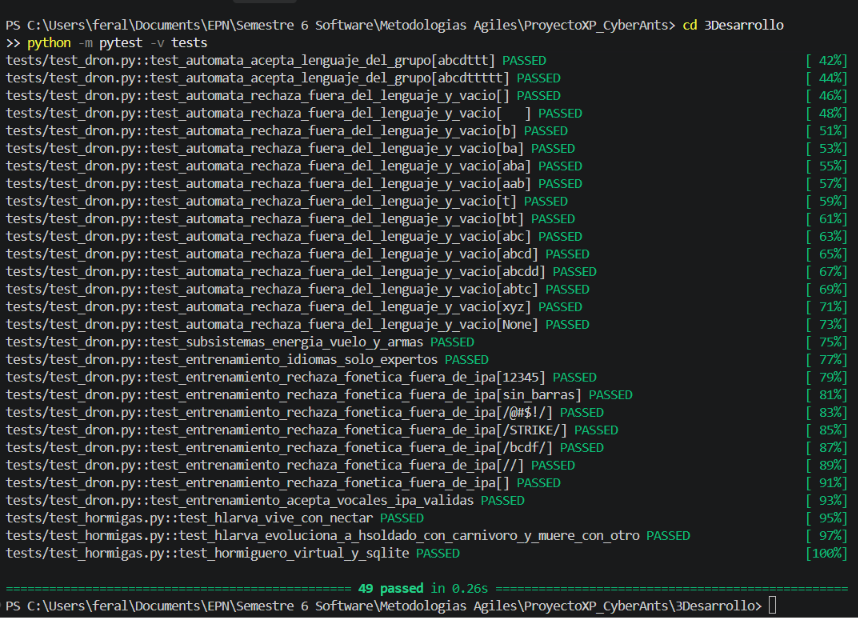 PS C:\Users\feral\Documents\EPN\Semestre 6 Software\Metodologias Agiles\ProyectoXP_CyberAnts> cd 3Desarrollo
>> python -m pytest -v tests
tests/test_dron.py::test_automata_acepta_lenguaje_del_grupo[abcdttt] PASSED [ 42%]
tests/test_dron.py::test_automata_acepta_lenguaje_del_grupo[abcdttttt] PASSED [ 44%]
tests/test_dron.py::test_automata_rechaza_fuera_del_lenguaje_y_vacio[] PASSED [ 46%]
tests/test_dron.py::test_automata_rechaza_fuera_del_lenguaje_y_vacio[   ] PASSED [ 48%]
tests/test_dron.py::test_automata_rechaza_fuera_del_lenguaje_y_vacio[b] PASSED [ 51%]
tests/test_dron.py::test_automata_rechaza_fuera_del_lenguaje_y_vacio[ba] PASSED [ 53%]
tests/test_dron.py::test_automata_rechaza_fuera_del_lenguaje_y_vacio[aba] PASSED [ 55%]
tests/test_dron.py::test_automata_rechaza_fuera_del_lenguaje_y_vacio[aab] PASSED [ 57%]
tests/test_dron.py::test_automata_rechaza_fuera_del_lenguaje_y_vacio[t] PASSED [ 59%]
tests/test_dron.py::test_automata_rechaza_fuera_del_lenguaje_y_vacio[bt] PASSED [ 61%]
tests/test_dron.py::test_automata_rechaza_fuera_del_lenguaje_y_vacio[abc] PASSED [ 63%]
tests/test_dron.py::test_automata_rechaza_fuera_del_lenguaje_y_vacio[abcd] PASSED [ 65%]
tests/test_dron.py::test_automata_rechaza_fuera_del_lenguaje_y_vacio[abcdd] PASSED [ 67%]
tests/test_dron.py::test_automata_rechaza_fuera_del_lenguaje_y_vacio[abtc] PASSED [ 69%]
tests/test_dron.py::test_automata_rechaza_fuera_del_lenguaje_y_vacio[xyz] PASSED [ 71%]
tests/test_dron.py::test_automata_rechaza_fuera_del_lenguaje_y_vacio[None] PASSED [ 73%]
tests/test_dron.py::test_subsistemas_energia_vuelo_y_armas PASSED [ 75%]
tests/test_dron.py::test_entrenamiento_idiomas_solo_expertos PASSED [ 77%]
tests/test_dron.py::test_entrenamiento_rechaza_fonetica_fuera_de_ipa[12345] PASSED [ 79%]
tests/test_dron.py::test_entrenamiento_rechaza_fonetica_fuera_de_ipa[sin_barras] PASSED [ 81%]
tests/test_dron.py::test_entrenamiento_rechaza_fonetica_fuera_de_ipa[/@#$!/] PASSED [ 83%]
tests/test_dron.py::test_entrenamiento_rechaza_fonetica_fuera_de_ipa[/STRIKE/] PASSED [ 85%]
tests/test_dron.py::test_entrenamiento_rechaza_fonetica_fuera_de_ipa[/bcdf/] PASSED [ 87%]
tests/test_dron.py::test_entrenamiento_rechaza_fonetica_fuera_de_ipa[//] PASSED [ 89%]
tests/test_dron.py::test_entrenamiento_rechaza_fonetica_fuera_de_ipa[] PASSED [ 91%]
tests/test_dron.py::test_entrenamiento_acepta_vocales_ipa_validas PASSED [ 93%]
tests/test_hormigas.py::test_hlarva_vive_con_nectar PASSED [ 95%]
tests/test_hormigas.py::test_hlarva_evoluciona_a_hsoldado_con_carnivoro_y_muere_con_otro PASSED [ 97%]
tests/test_hormigas.py::test_hormiguero_virtual_y_sqlite PASSED [100%]
============================================== 49 passed in 0.26s ==============================================
PS C:\Users\feral\Documents\EPN\Semestre 6 Software\Metodologias Agiles\ProyectoXP_CyberAnts\3Desarrollo>